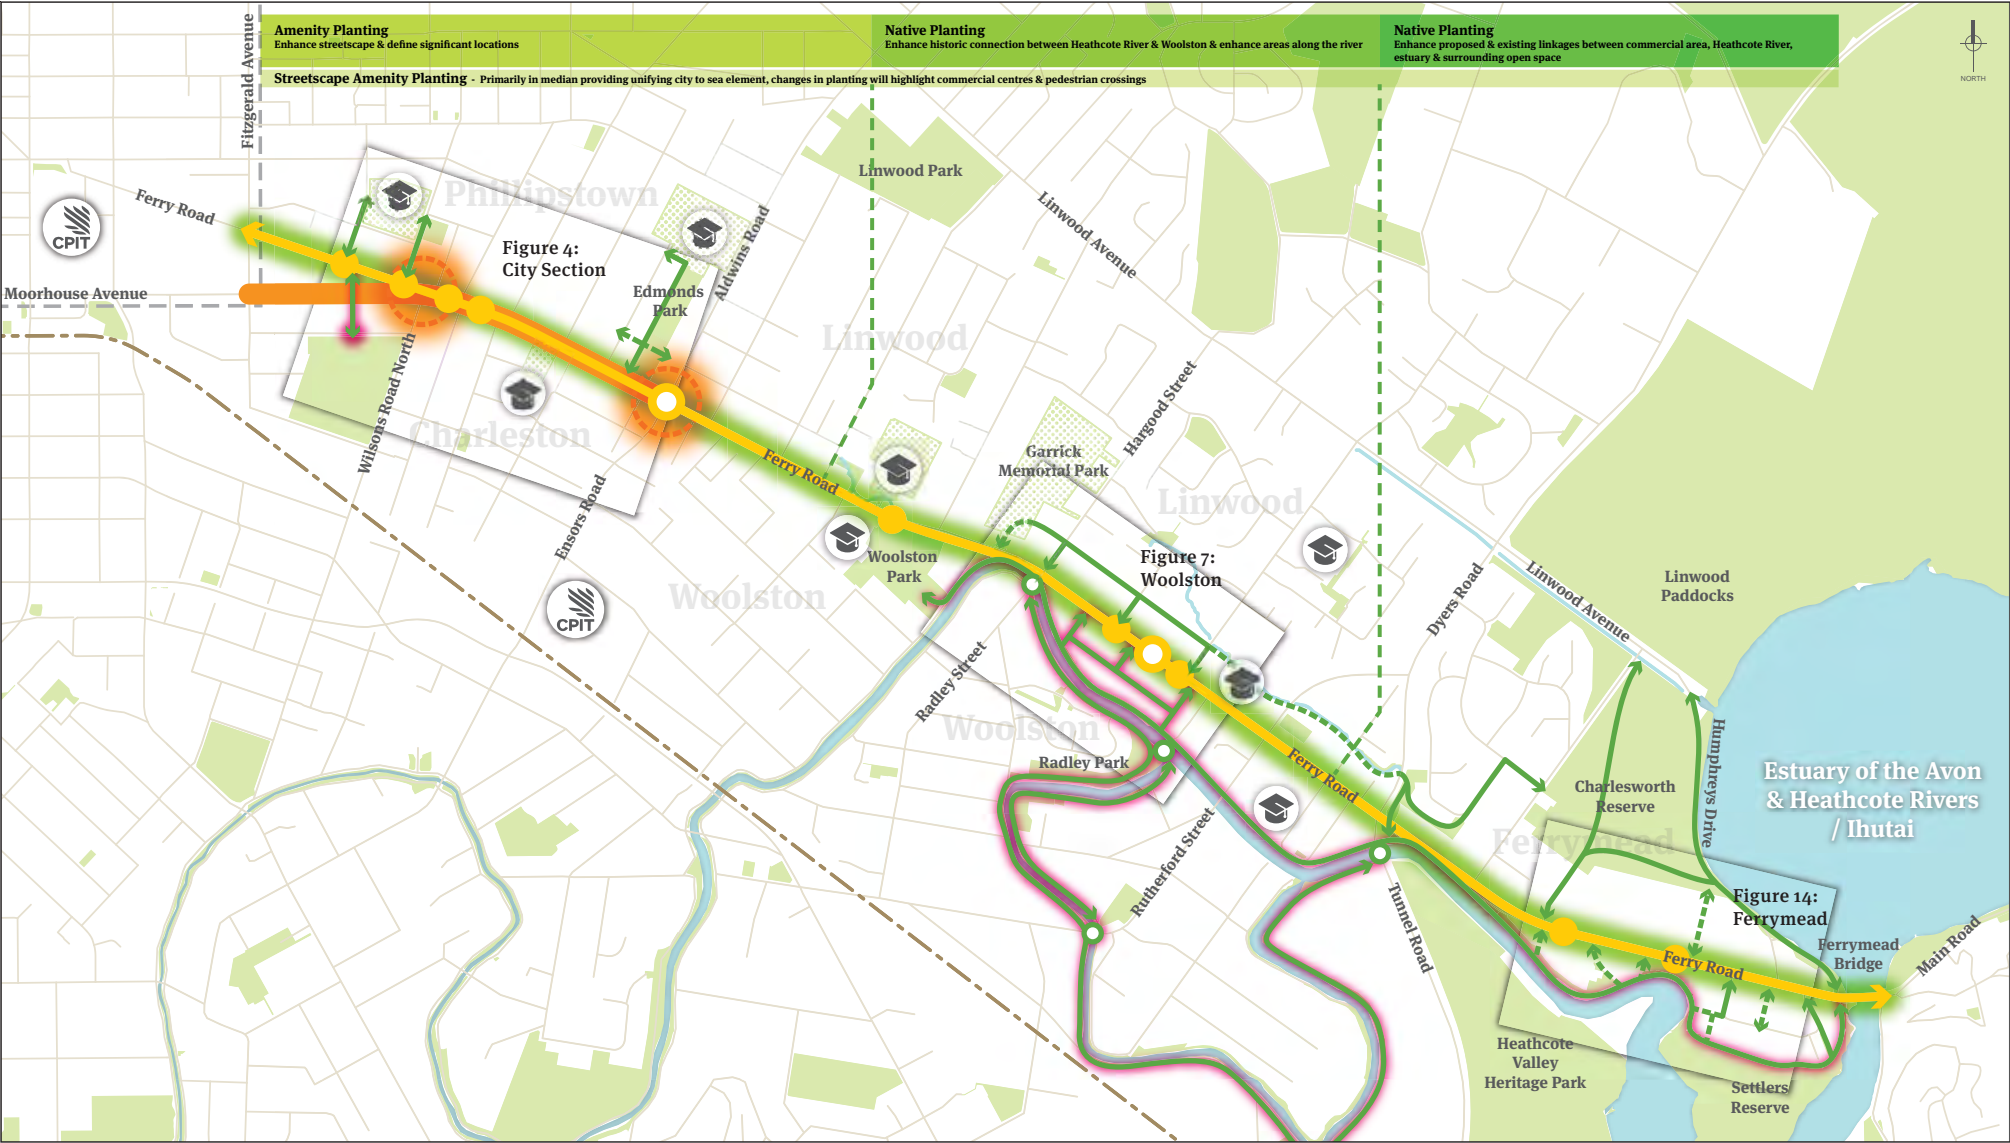 Amenity Planting
Enhance streetscape & define significant locations
Native Planting
Enhance historic connection between Heathcote River & Woolston & enhance areas along the river
Native Planting
Enhance proposed & existing linkages between commercial area, Heathcote River,
estuary & surrounding open space
Streetscape Amenity Planting - Primarily in median providing unifying city to sea element, changes in planting will highlight commercial centres & pedestrian crossings
NORTH
Fitzgerald Avenue
Ferry Road
CPIT
Moorhouse Avenue
Phillipstown
Figure 4:
City Section
Edmonds
Park
Aldwins Road
Linwood Park
Linwood Avenue
Linwood
Wilsons Road North
Charleston
Ensors Road
Ferry Road
Hargood Street
Garrick
Memorial Park
Linwood
Woolston
Park
Figure 7:
Woolston
CPIT
Woolston
Radley Street
Woolston
Radley Park
Rutherford Street
Ferry Road
Dyers Road
Linwood Avenue
Linwood
Paddocks
Humphreys Drive
Charlesworth
Reserve
Estuary of the Avon
& Heathcote Rivers
/ Ihutai
Ferrymead
Figure 14:
Ferrymead
Tunnel Road
Ferry Road
Ferrymead
Bridge
Main Road
Heathcote
Valley
Heritage Park
Settlers
Reserve